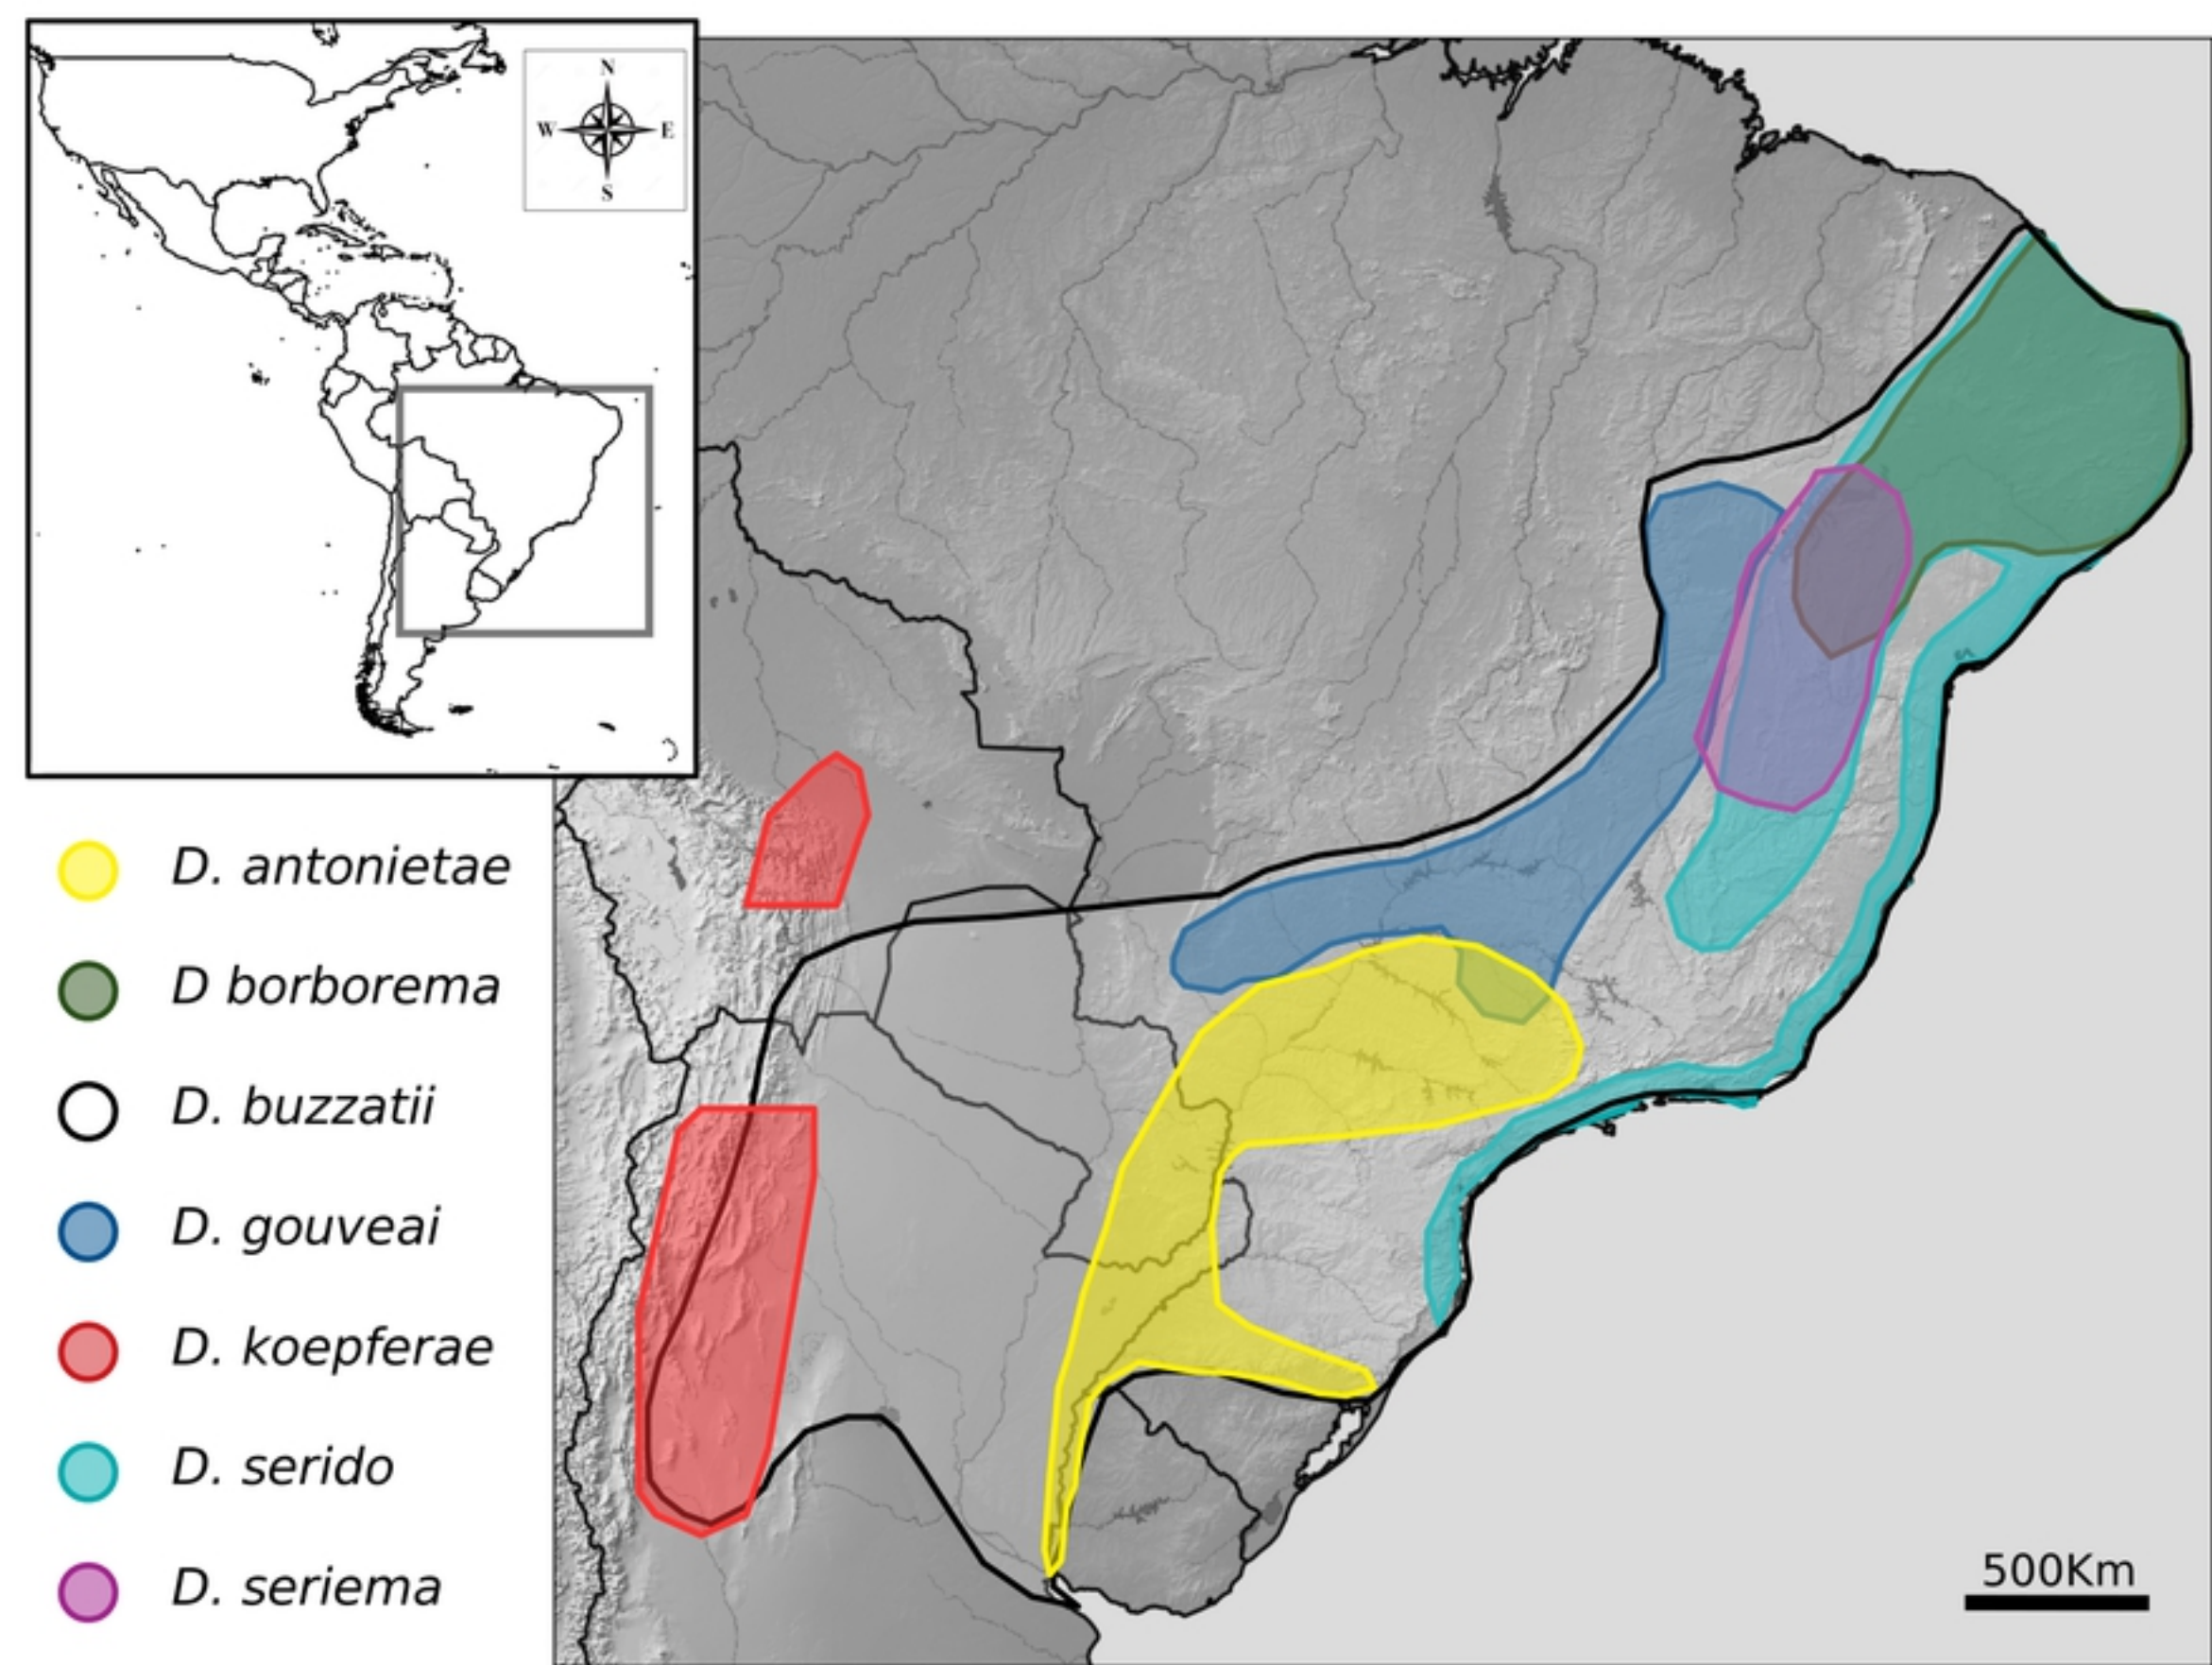 N
W E
S
D. antonietae
D borborema
D. buzzatii
D. gouveai
D. koepferae
D. serido
D. seriema
500Km